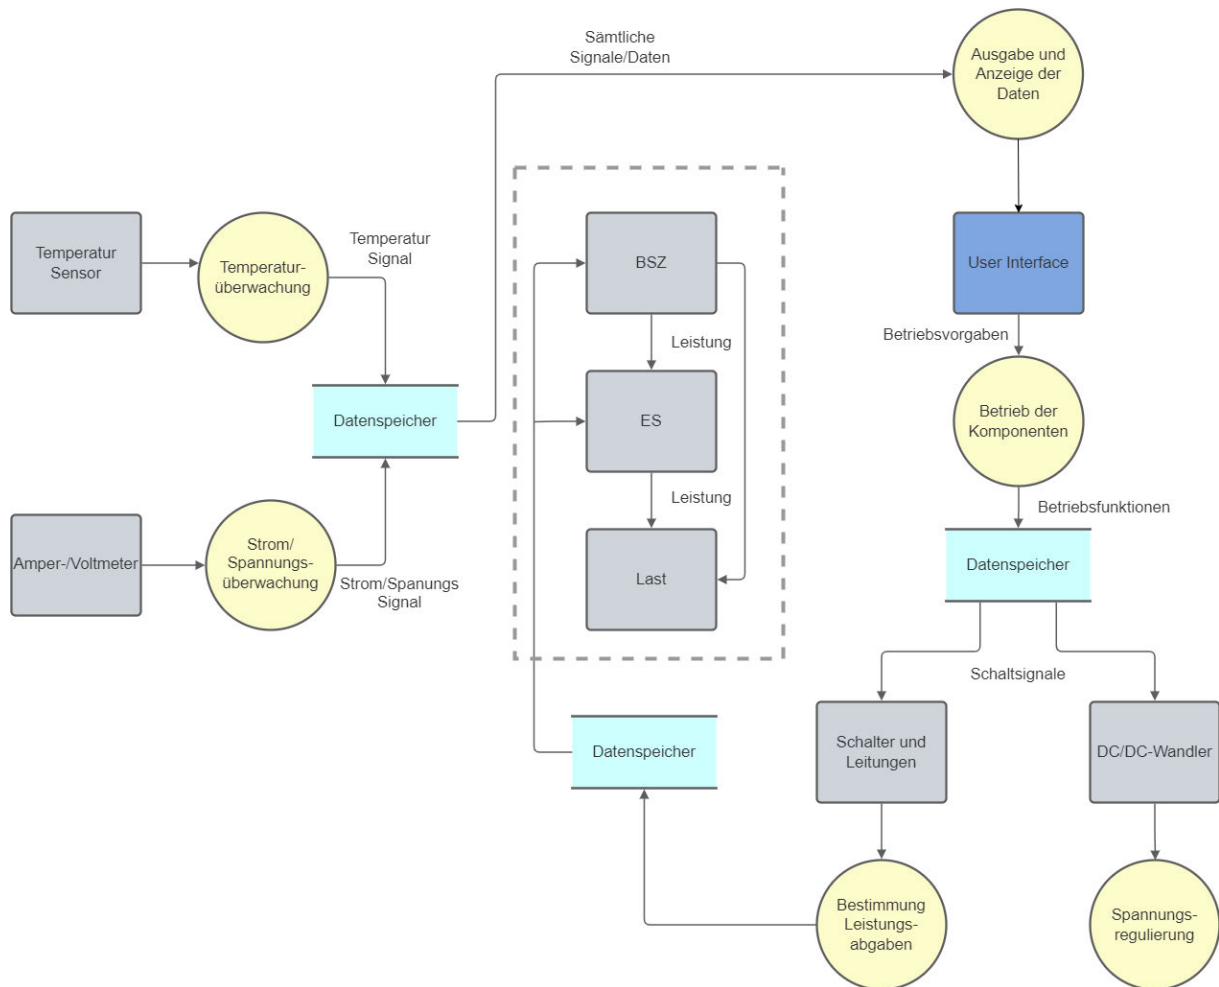 Sämtliche
Signale/Daten
Ausgabe und
Anzeige der
Daten
Temperatur
Sensor
Temperatur-
überwachung
Temperatur
Signal
BSZ
User Interface
Leistung
Betriebsvorgaben
Datenspeicher
ES
Betrieb der
Komponenten
Leistung
Betriebsfunktionen
Amper-/Voltmeter
Strom/
Spannungs-
überwachung
Strom/Spanungs
Signal
Last
Datenspeicher
Schaltsignale
Datenspeicher
Schalter und
Leitungen
DC/DC-Wandler
Bestimmung
Leistungs-
abgaben
Spannungs-
regulierung